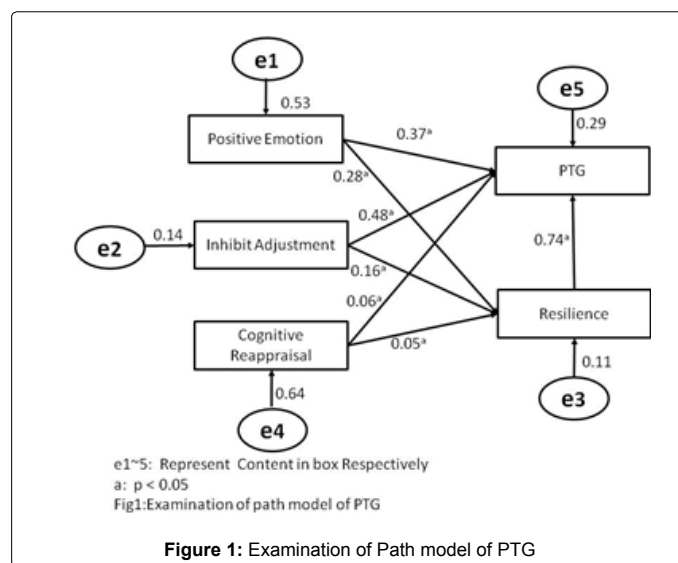 e1
0.53
Positive Emotion
e5
0.29
PTG
0.37ᵃ
0.28ᵃ
e2
0.14
Inhibit Adjustment
0.48ᵃ
0.16ᵃ
0.74ᵃ
0.06ᵃ
Cognitive
Reappraisal
0.05ᵃ
Resilience
0.64
e4
0.11
e3
e1~5: Represent Content in box Respectively
a: p < 0.05
Fig1:Examination of path model of PTG
Figure 1: Examination of Path model of PTG